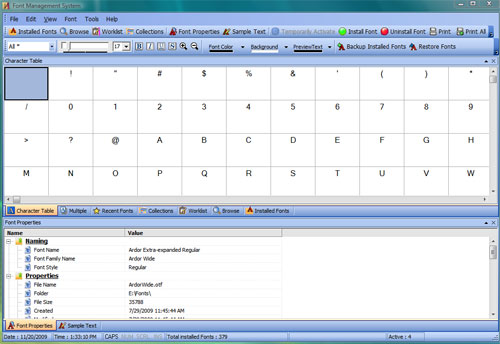 Font Management System
File Edit View Font Tools Help
Installed Fonts Browse Worklist Collections Font Properties Sample Text Temporarily Activate Install Font Uninstall Font Print Print All
All * 17 B I U S Font Color Background PreviewText Backup Installed Fonts Restore Fonts
Character Table
! " # $ % & ' ( ) *
/ 0 1 2 3 4 5 6 7 8 9
> ? @ A B C D E F G H
M N O P Q R S T U V W
Character Table Multiple Recent Fonts Collections Worklist Browse Installed Fonts
Font Properties
Name Value
Naming
Font Name Ardor Extra-expanded Regular
Font Family Name Ardor Wide
Font Style Regular
Properties
File Name ArdorWide.otf
Folder E:\Fonts\
File Size 35788
Created 7/29/2009 11:45:44 AM
Font Properties Sample Text
Date : 11/20/2009 Time : 1:33:10 PM CAPS NUM SCRL INS Total installed Fonts : 379 Active : 4